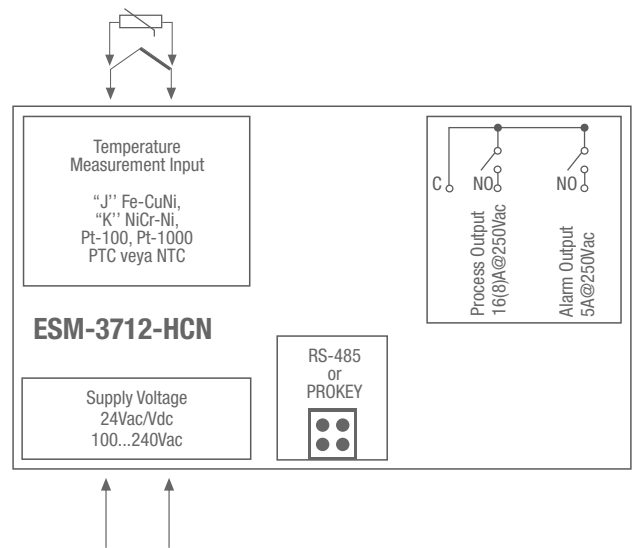 Temperature
Measurement Input
“J’’ Fe-CuNi,
“K’’ NiCr-Ni,
Pt-100, Pt-1000
PTC veya NTC
C
NO
NO
Process Output
16(8)A@250Vac
Alarm Output
5A@250Vac
ESM-3712-HCN
RS-485
or
PROKEY
Supply Voltage
24Vac/Vdc
100...240Vac